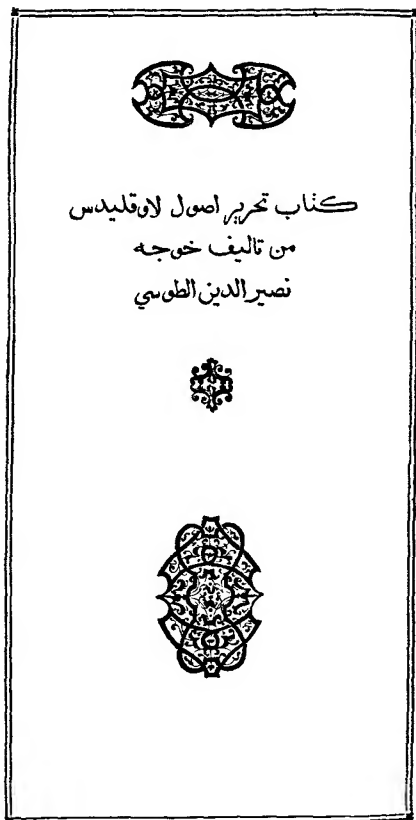 كتاب تحرير اصول لاوقليدس
من تاليف خوجه
نصير الدين الطوسي